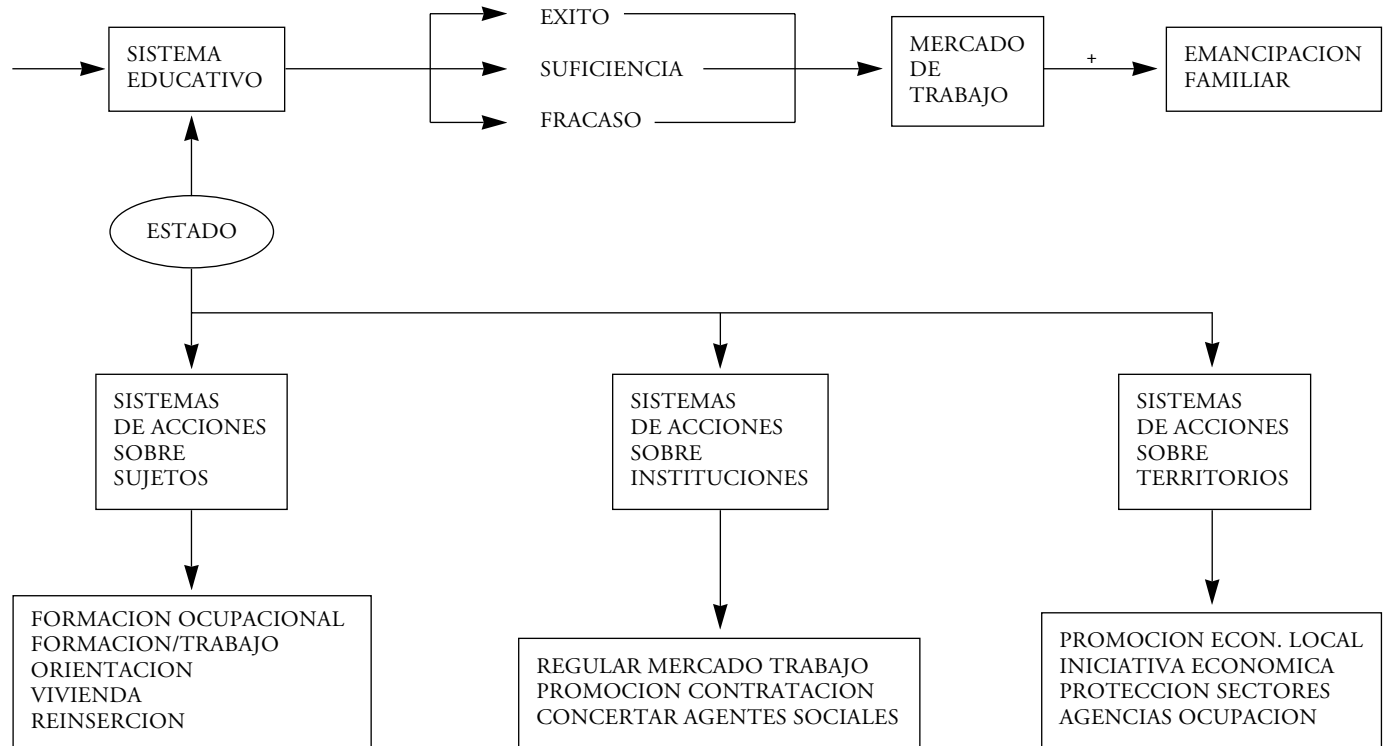 SISTEMA
EDUCATIVO
EXITO
SUFICIENCIA
FRACASO
MERCADO
DE
TRABAJO
+
EMANCIPACION
FAMILIAR
ESTADO
SISTEMAS
DE ACCIONES
SOBRE
SUJETOS
SISTEMAS
DE ACCIONES
SOBRE
INSTITUCIONES
SISTEMAS
DE ACCIONES
SOBRE
TERRITORIOS
FORMACION OCUPACIONAL
FORMACION/TRABAJO
ORIENTACION
VIVIENDA
REINSERCION
REGULAR MERCADO TRABAJO
PROMOCION CONTRATACION
CONCERTAR AGENTES SOCIALES
PROMOCION ECON. LOCAL
INICIATIVA ECONOMICA
PROTECCION SECTORES
AGENCIAS OCUPACION